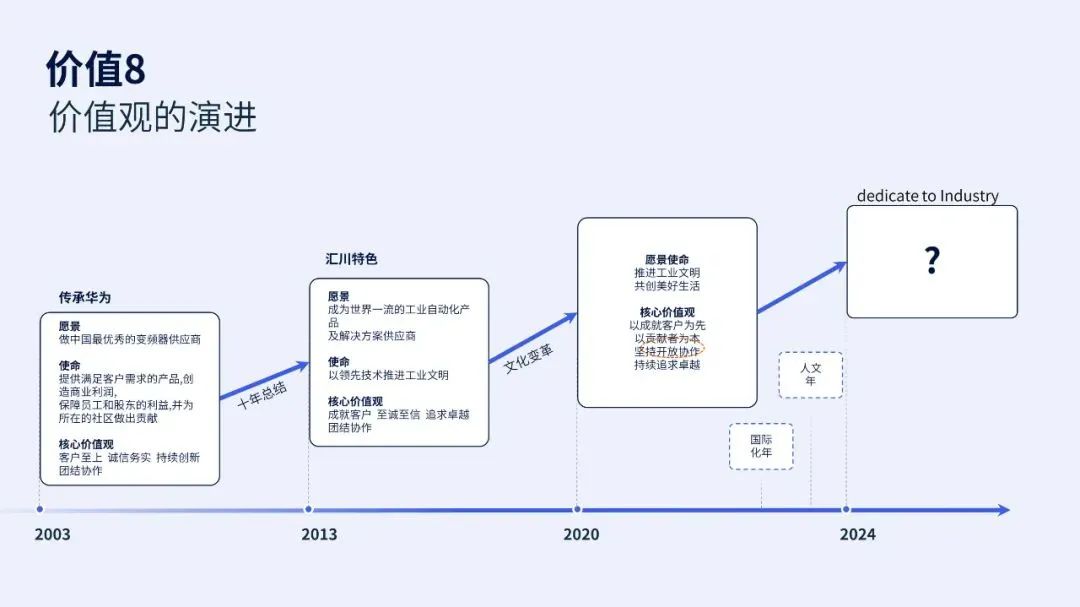 价值8
价值观的演进
传承华为
愿景
做中国最优秀的变频器供应商
使命
提供满足客户需求的产品,创
造商业利润,
保障员工和股东的利益,并为
所在的社区做出贡献
核心价值观
客户至上 诚信务实 持续创新
团结协作
十年总结
汇川特色
愿景
成为世界一流的工业自动化产
品
及解决方案供应商
使命
以领先技术推进工业文明
核心价值观
成就客户 至诚至信 追求卓越
团结协作
文化变革
愿景使命
推进工业文明
共创美好生活
核心价值观
以成就客户为先
以贡献者为本
坚持开放协作
持续追求卓越
dedicate to Industry
?
人文
年
国际
化年
2003
2013
2020
2024